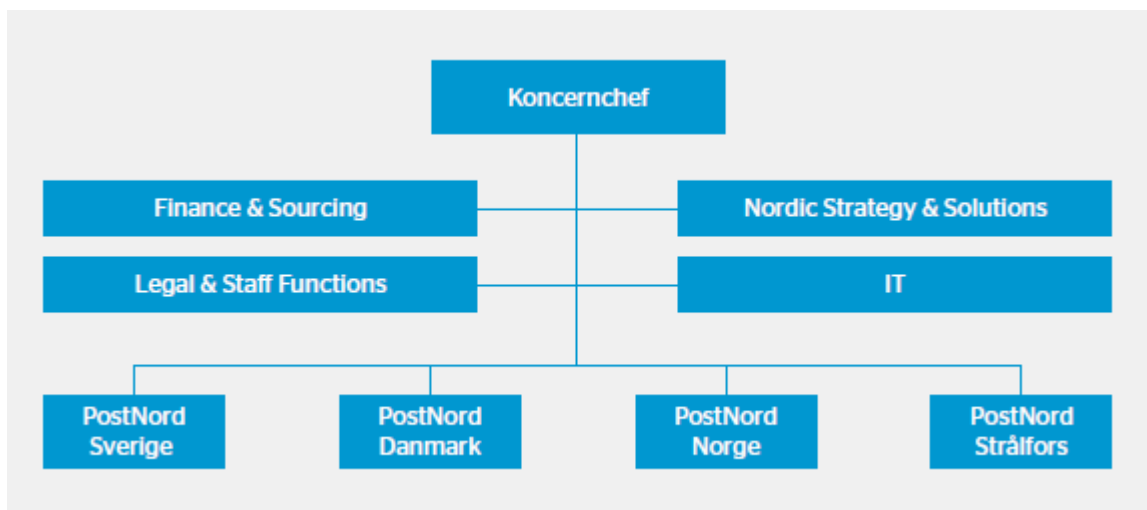 Koncernchef
Finance & Sourcing
Nordic Strategy & Solutions
Legal & Staff Functions
IT
PostNord
Sverige
PostNord
Danmark
PostNord
Norge
PostNord
Strålfors